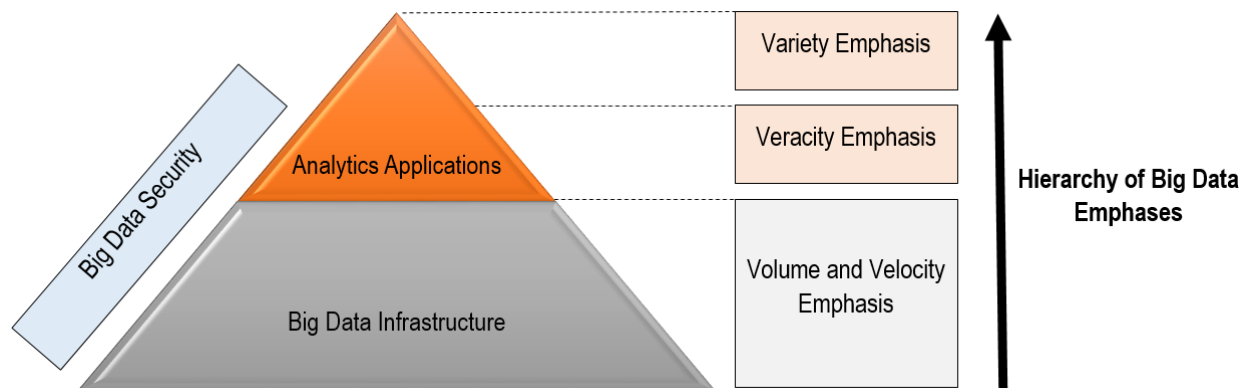 Variety Emphasis
Veracity Emphasis
Analytics Applications
Big Data Security
Hierarchy of Big Data
Emphases
Volume and Velocity
Emphasis
Big Data Infrastructure